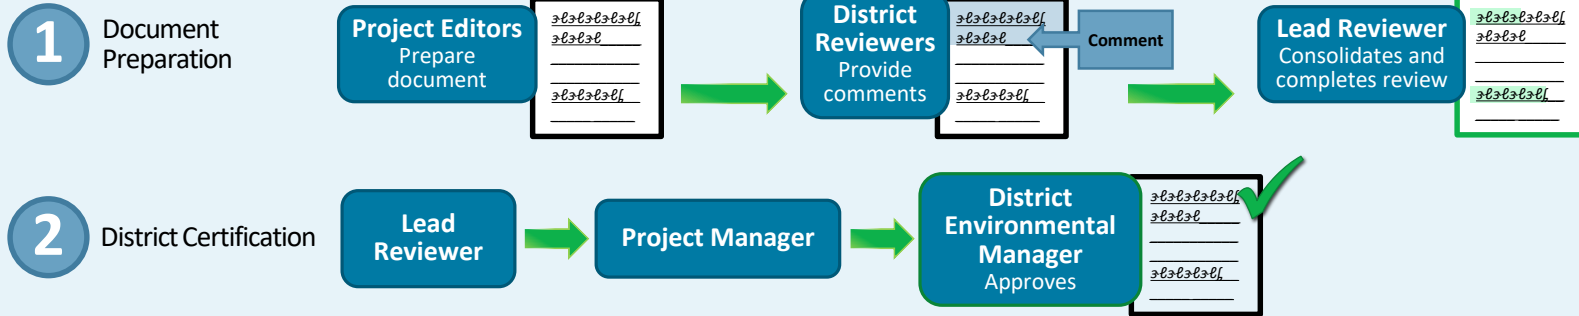 1
Document
Preparation
Project Editors
Prepare
document
District
Reviewers
Provide
comments
Comment
Lead Reviewer
Consolidates and
completes review
2
District Certification
Lead
Reviewer
Project Manager
District
Environmental
Manager
Approves